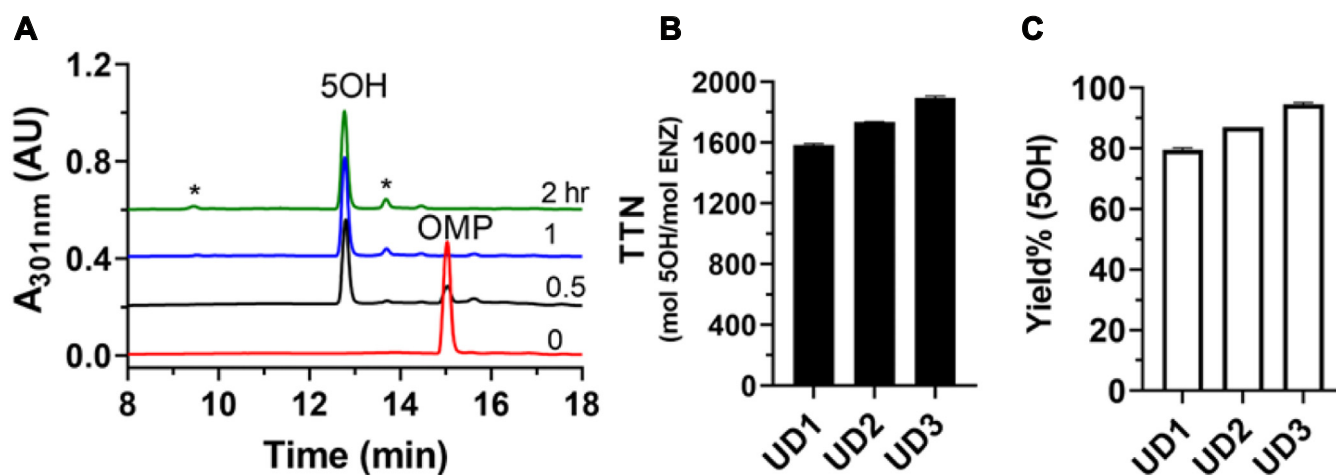 A
1.2
0.8
0.4
0.0
A301nm (AU)
5OH
*
*
2 hr
OMP
1
0.5
0
8 10 12 14 16 18
Time (min)
B
2000
1600
1200
800
400
0
TTN
(mol 5OH/mol ENZ)
UD1 UD2 UD3
C
100
80
60
40
20
0
Yield% (5OH)
UD1 UD2 UD3